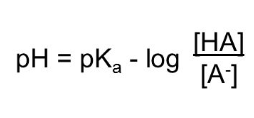 pH = pKₐ - log [HA]
[A⁻]